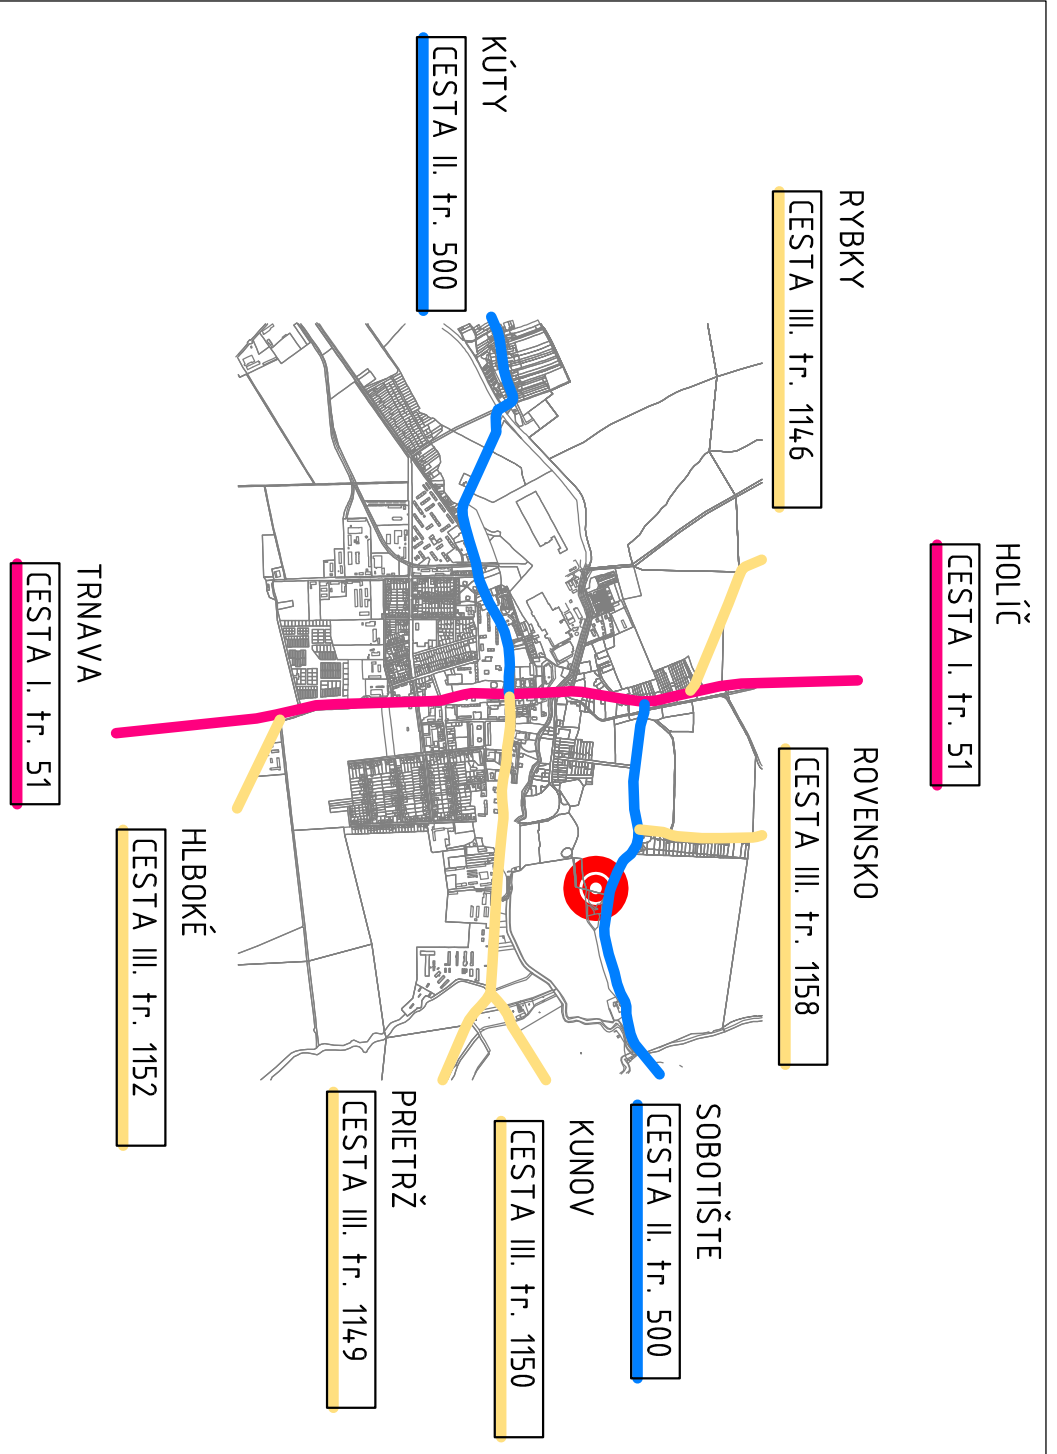 HOLÍČ
CESTA I. tr. 51
RYBKY
CESTA III. tr. 1146
ROVENSKO
CESTA III. tr. 1158
KÚTY
CESTA II. tr. 500
SOBOTIŠTE
CESTA II. tr. 500
KUNOV
CESTA III. tr. 1150
PRIETRŽ
CESTA III. tr. 1149
HLBOKÉ
CESTA III. tr. 1152
TRNAVA
CESTA I. tr. 51